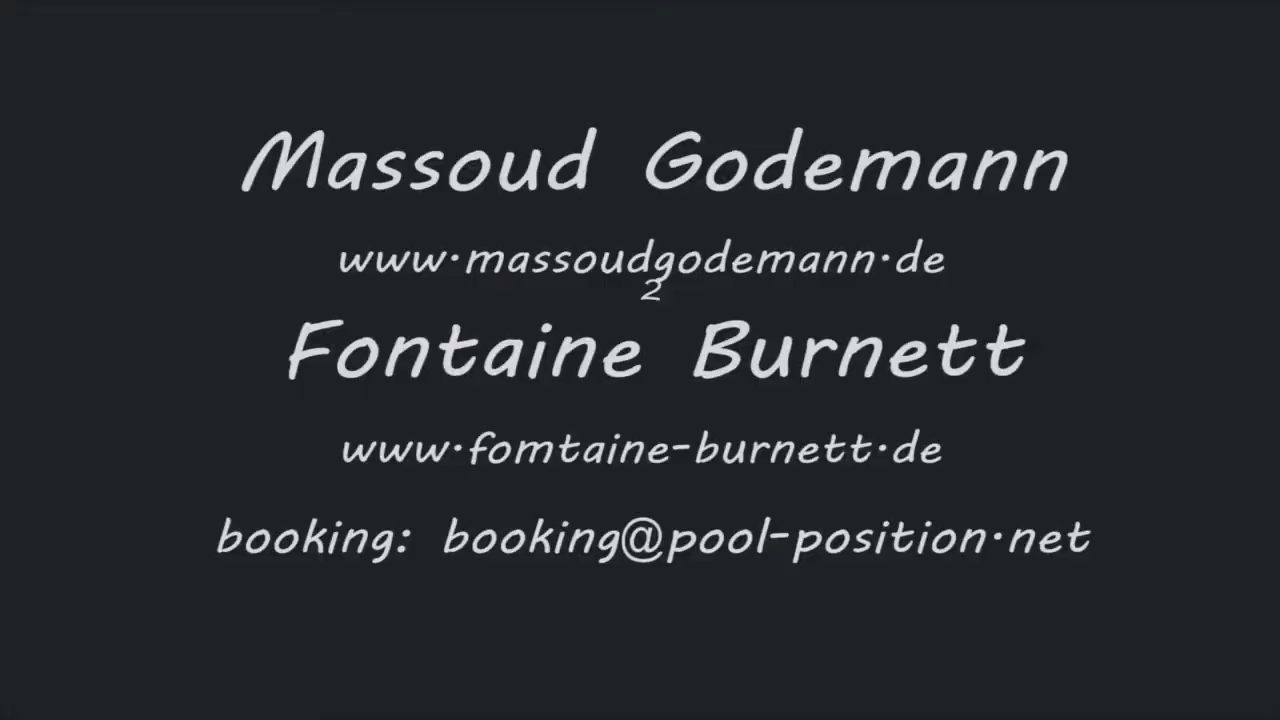 Massoud Godemann
www.massoudgodemann.de
2
Fontaine Burnett
www.fomtaine-burnett.de
booking: booking@pool-position.net